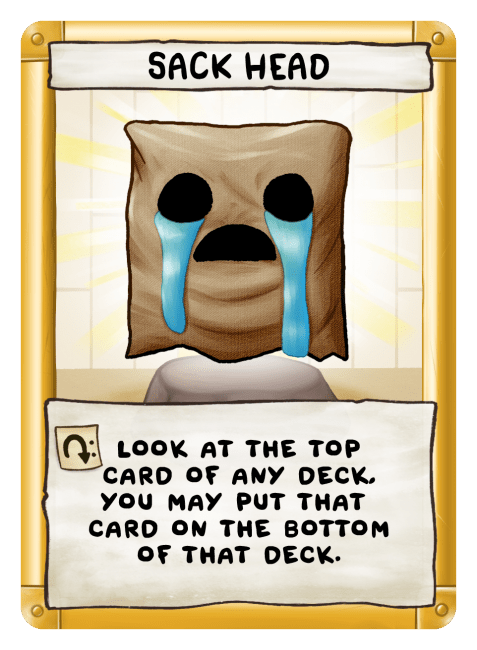 SACK HEAD
LOOK AT THE TOP
CARD OF ANY DECK.
YOU MAY PUT THAT
CARD ON THE BOTTOM
OF THAT DECK.